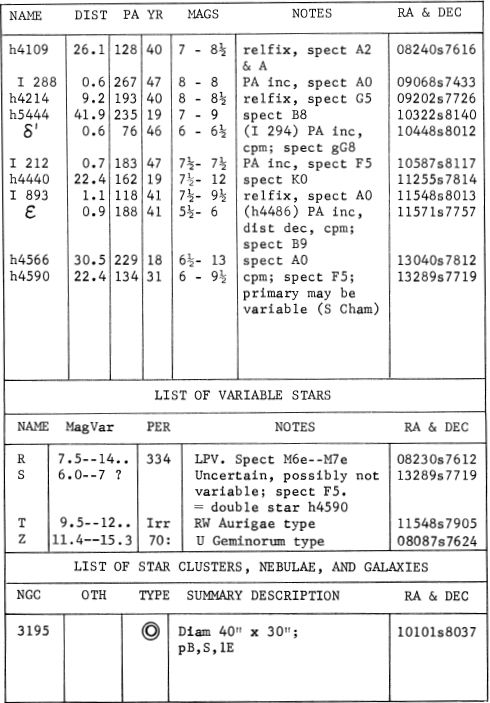 NAME DIST PA YR MAGS NOTES RA & DEC
h4109 26.1 128 40 7 - 8½ relfix, spect A2 08240s7616
& A
I 288 0.6 267 47 8 - 8 PA inc, spect A0 09068s7433
h4214 9.2 193 40 8 - 8½ relfix, spect G5 09202s7726
h5444 41.9 235 19 7 - 9 spect B8 10322s8140
δ' 0.6 76 46 6 - 6½ (I 294) PA inc, 10448s8012
cpm; spect gG8
I 212 0.7 183 47 7½- 7½ PA inc, spect F5 10587s8117
h4440 22.4 162 19 7½- 12 spect K0 11255s7814
I 893 1.1 118 41 7½- 9½ relfix, spect A0 11548s8013
ε 0.9 188 41 5½- 6 (h4486) PA inc, 11571s7757
dist dec, cpm;
spect B9
h4566 30.5 229 18 6½- 13 spect A0 13040s7812
h4590 22.4 134 31 6 - 9½ cpm; spect F5; 13289s7719
primary may be
variable (S Cham)
LIST OF VARIABLE STARS
NAME MagVar PER NOTES RA & DEC
R 7.5--14.. 334 LPV. Spect M6e--M7e 08230s7612
S 6.0--7 ? Uncertain, possibly not 13289s7719
variable; spect F5.
= double star h4590
T 9.5--12.. Irr RW Aurigae type 11548s7905
Z 11.4--15.3 70: U Geminorum type 08087s7624
LIST OF STAR CLUSTERS, NEBULAE, AND GALAXIES
NGC OTH TYPE SUMMARY DESCRIPTION RA & DEC
3195 Diam 40" x 30"; 10101s8037
pB,S,lE